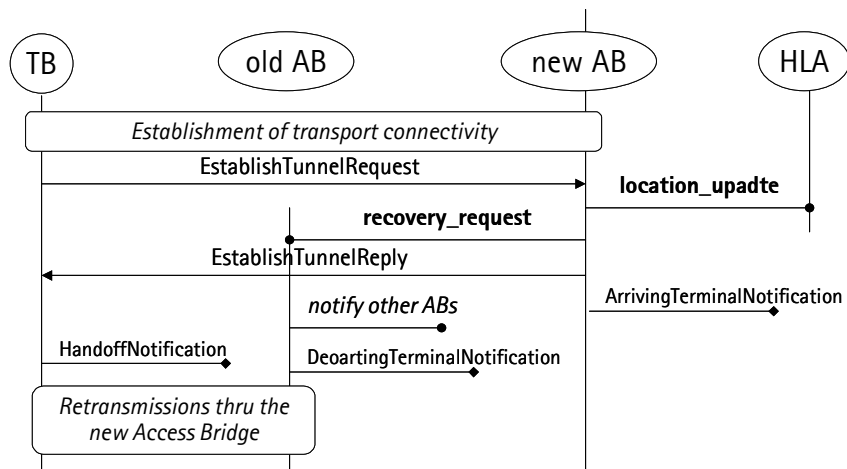 TB
old AB
new AB
HLA
Establishment of transport connectivity
EstablishTunnelRequest
location_upadte
recovery_request
EstablishTunnelReply
ArrivingTerminalNotification
notify other ABs
HandoffNotification
DeoartingTerminalNotification
Retransmissions thru the
new Access Bridge